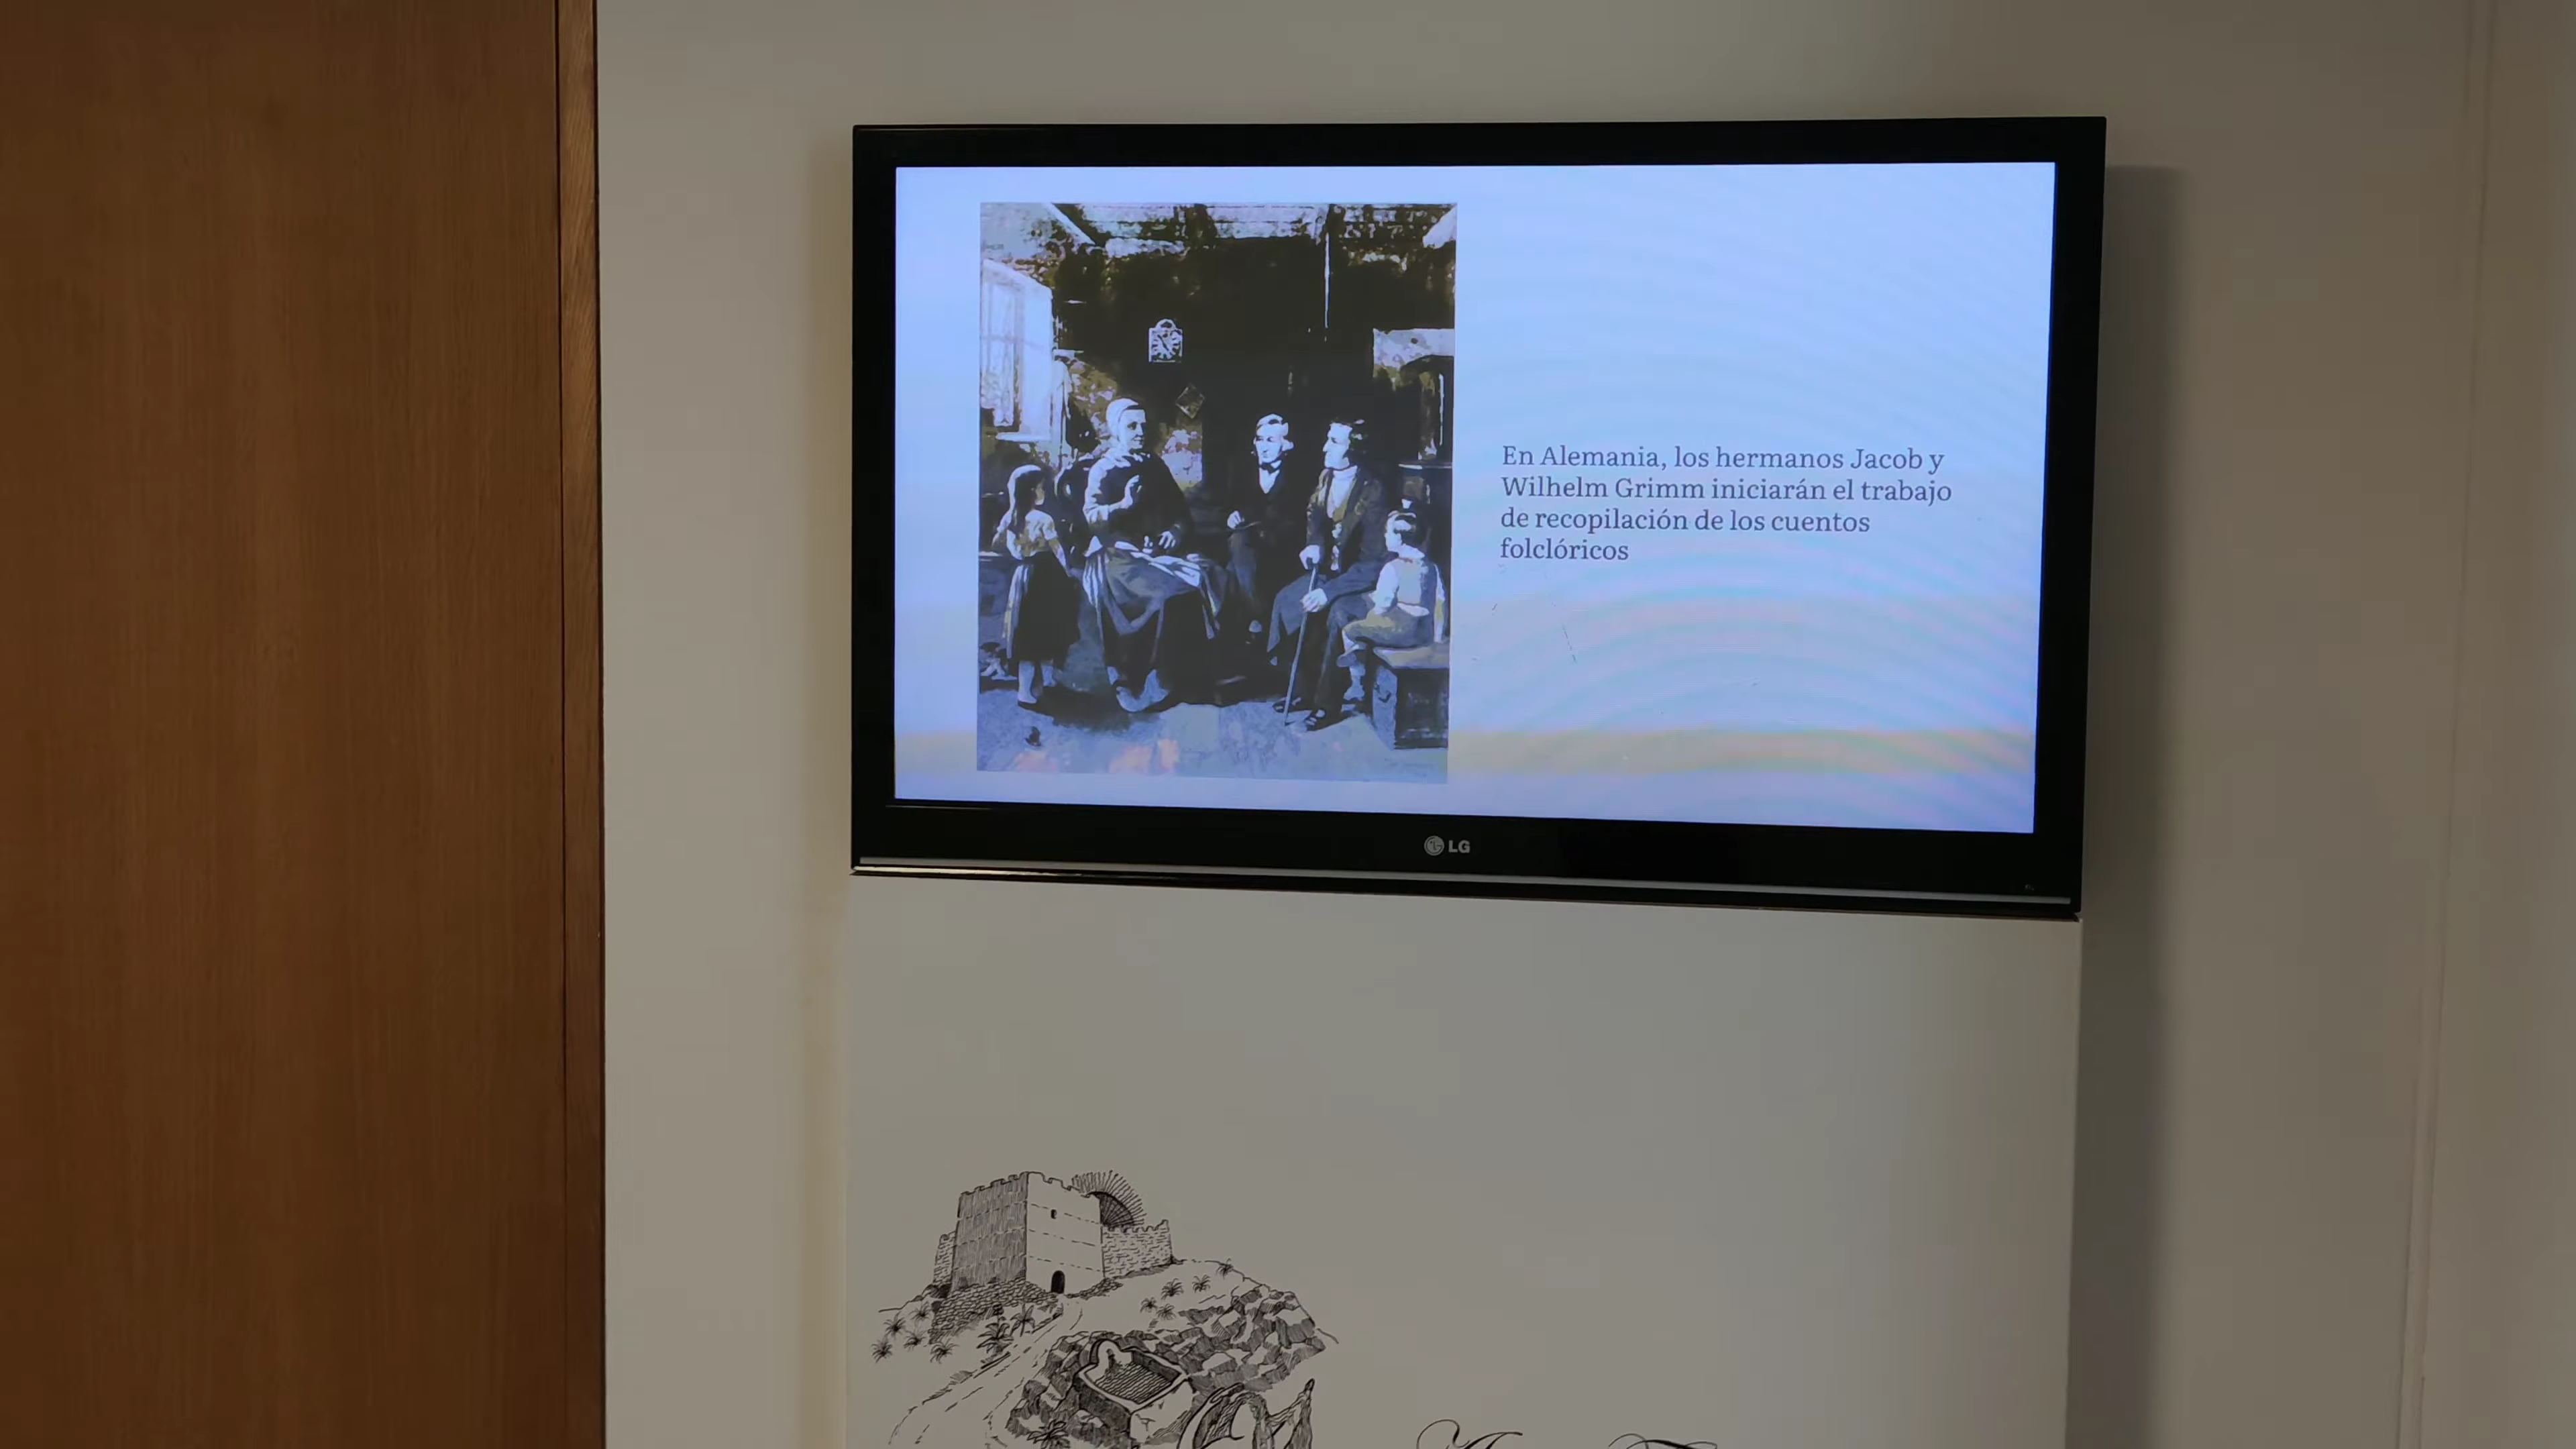 En Alemania, los hermanos Jacob y
Wilhelm Grimm iniciarán el trabajo
de recopilación de los cuentos
folclóricos
LG